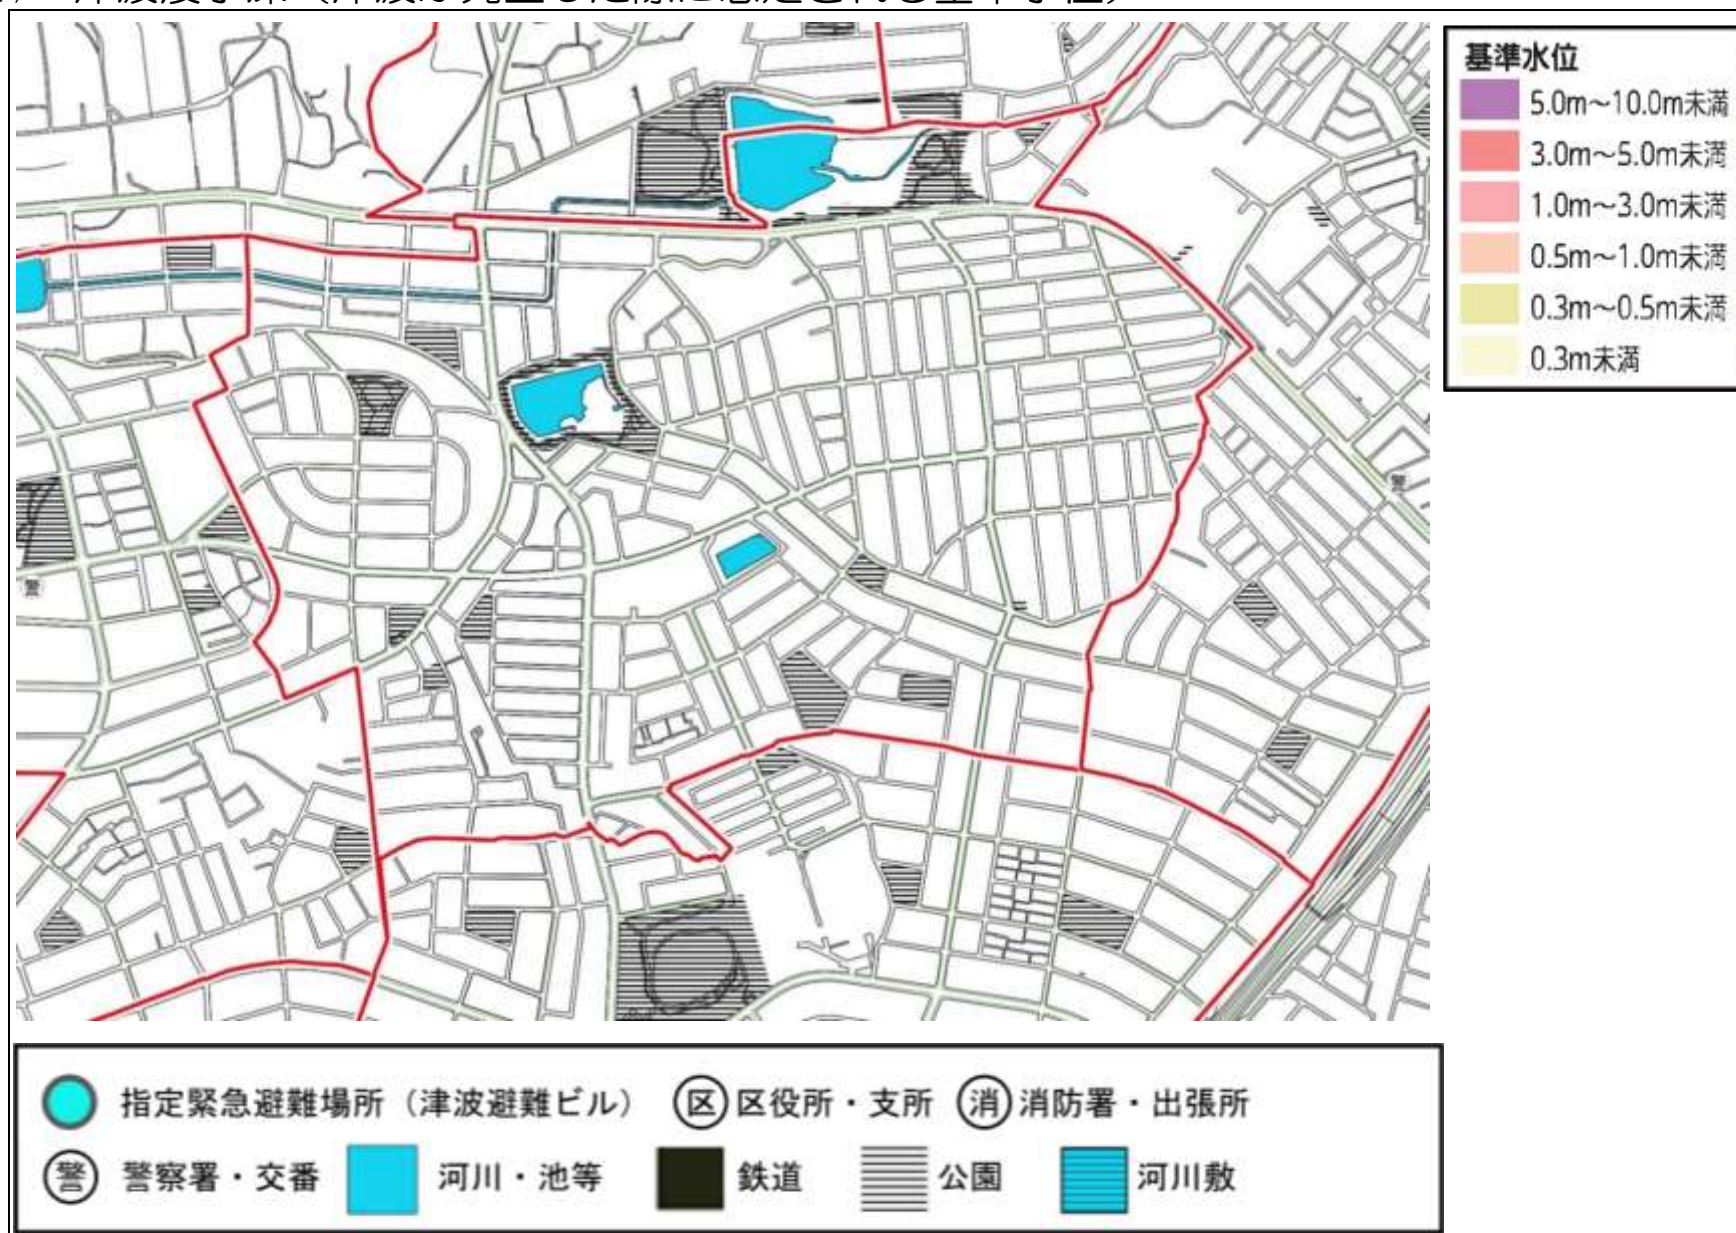 基準水位
5.0m～10.0m未満
3.0m～5.0m未満
1.0m～3.0m未満
0.5m～1.0m未満
0.3m～0.5m未満
0.3m未満
警
警
指定緊急避難場所（津波避難ビル） 区 区役所・支所 消 消防署・出張所
警 警察署・交番 河川・池等 鉄道 公園 河川敷